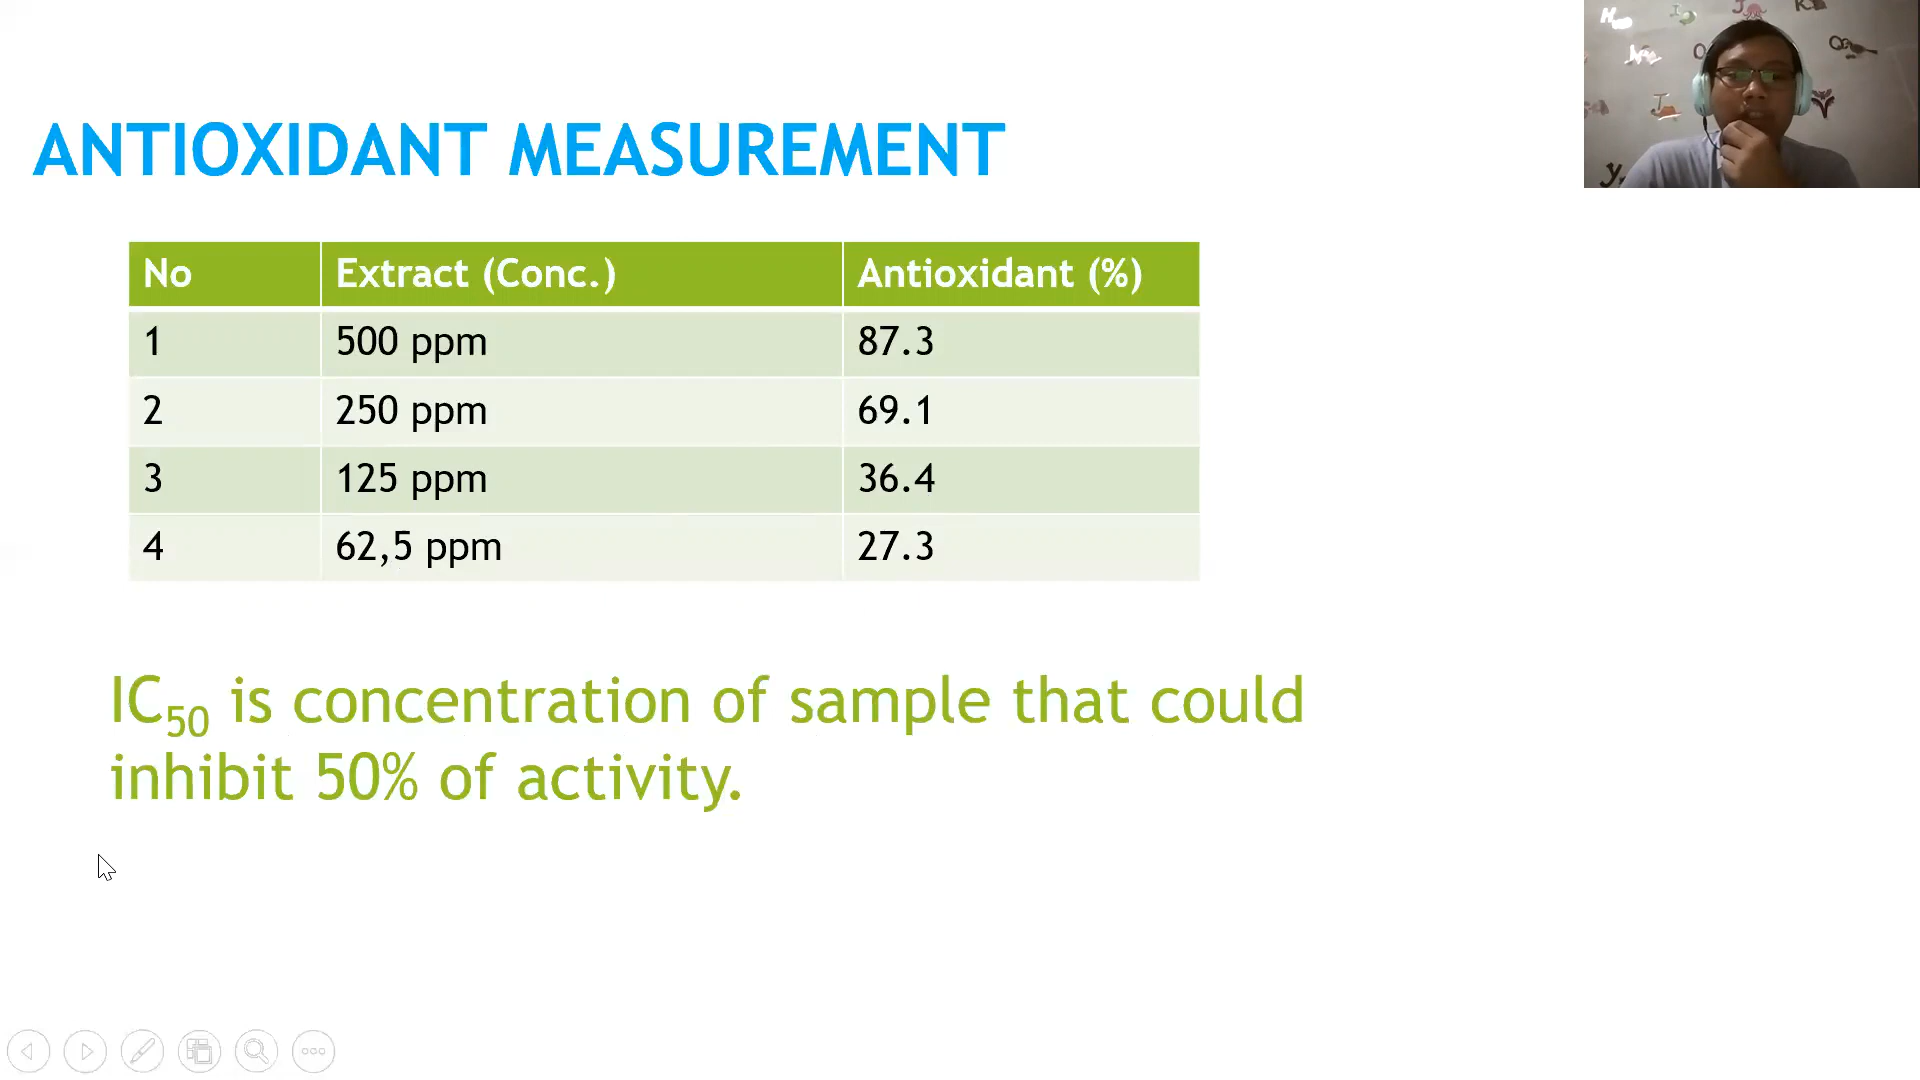 ANTIOXIDANT MEASUREMENT
No Extract (Conc.) Antioxidant (%)
1 500 ppm 87.3
2 250 ppm 69.1
3 125 ppm 36.4
4 62,5 ppm 27.3
IC50 is concentration of sample that could
inhibit 50% of activity.